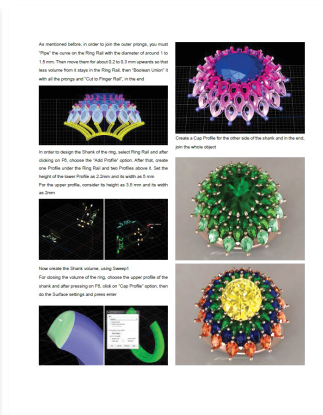 As mentioned before, in order to join the outer prongs, you must
"Pipe" the curve on the Ring Rail with the diameter of around 1 to
1.5 mm. Then move them for about 0.2 to 0.3 mm upwards so that
less volume from it stays in the Ring Rail, then "Boolean Union" it
with all the prongs and "Cut to Finger Rail", in the end
In order to design the Shank of the ring, select Ring Rail and after
clicking on F6, choose the "Add Profile" option. After that, create
one Profile under the Ring Rail and two Profiles above it. Set the
height of the lower Profile as 2.2mm and its width as 5 mm
For the upper profile, consider its height as 3.5 mm and its width
as 3mm
Now create the Shank volume, using Sweep1
For closing the volume of the ring, choose the upper profile of the
shank and after pressing on F6, click on "Cap Profile" option, then
do the Surface settings and press enter
Create a Cap Profile for the other side of the shank and in the end,
join the whole object